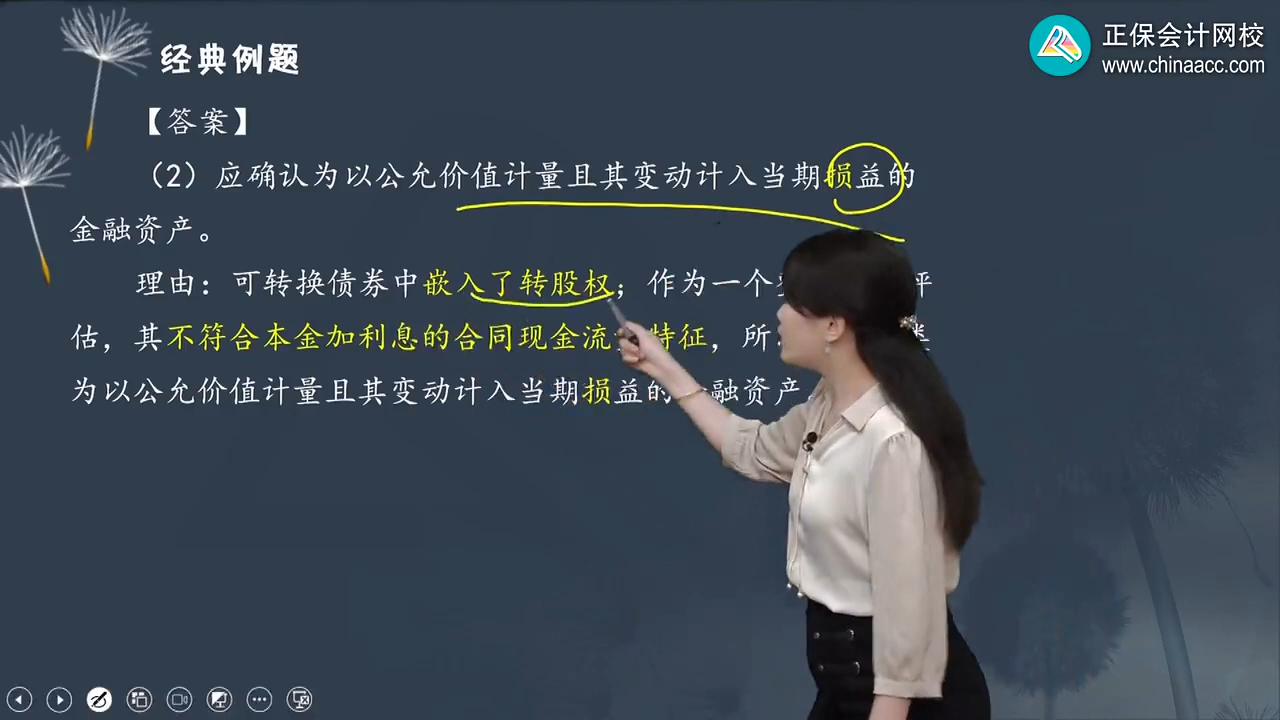 正保会计网校
www.chinaacc.com
经典例题
【答案】
（2）应确认为以公允价值计量且其变动计入当期损益的
金融资产。
理由：可转换债券中嵌入了转股权；作为一个 评
估，其不符合本金加利息的合同现金流 特征，所
为以公允价值计量且其变动计入当期损益的 融资产